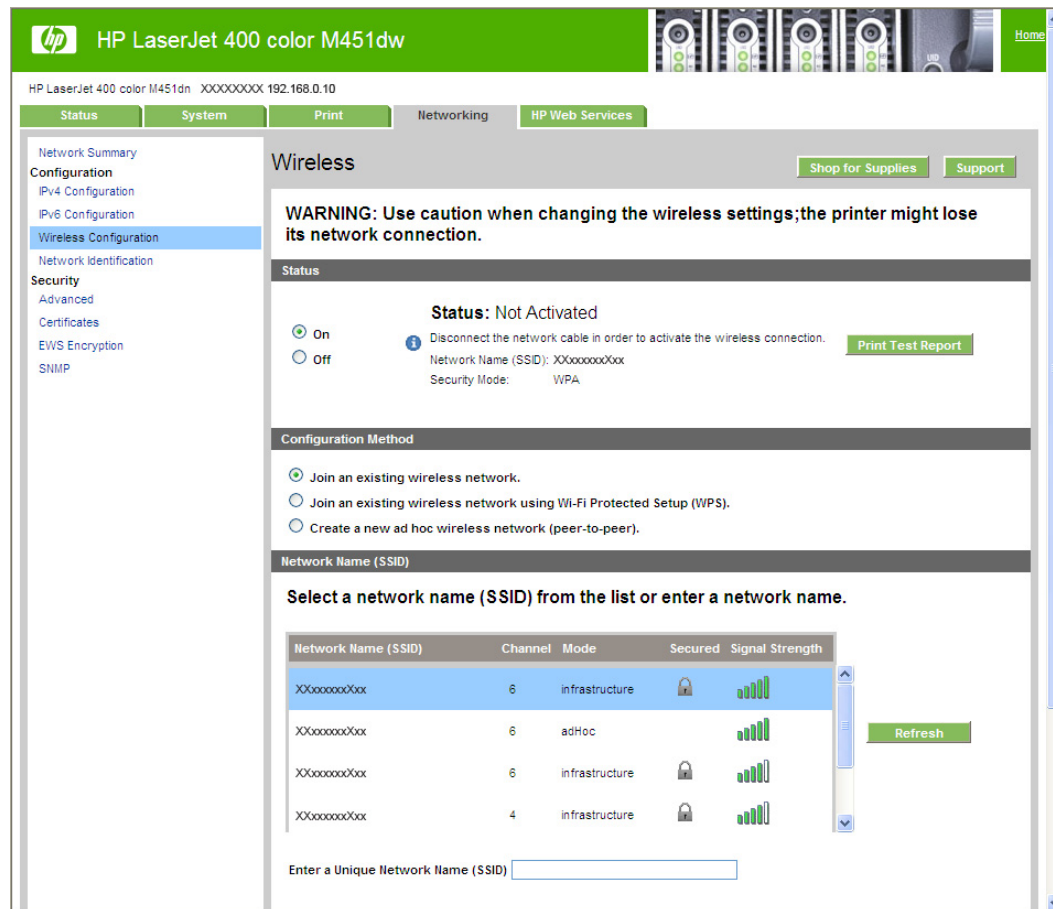 hp HP LaserJet 400 color M451dw
UID
Home
HP LaserJet 400 color M451dn XXXXXXXX 192.168.0.10
Status System Print Networking HP Web Services
Network Summary
Configuration
IPv4 Configuration
IPv6 Configuration
Wireless Configuration
Network Identification
Security
Advanced
Certificates
EWS Encryption
SNMP
Wireless
Shop for Supplies Support
WARNING: Use caution when changing the wireless settings;the printer might lose
its network connection.
Status
On
Off
Status: Not Activated
Disconnect the network cable in order to activate the wireless connection.
Network Name (SSID): XXxxxxxxXxx
Security Mode: WPA
Print Test Report
Configuration Method
Join an existing wireless network.
Join an existing wireless network using Wi-Fi Protected Setup (WPS).
Create a new ad hoc wireless network (peer-to-peer).
Network Name (SSID)
Select a network name (SSID) from the list or enter a network name.
Network Name (SSID) Channel Mode Secured Signal Strength
XXxxxxxxXxx 6 infrastructure
XXxxxxxxXxx 6 adHoc
XXxxxxxxXxx 6 infrastructure
XXxxxxxxXxx 4 infrastructure
Refresh
Enter a Unique Network Name (SSID)